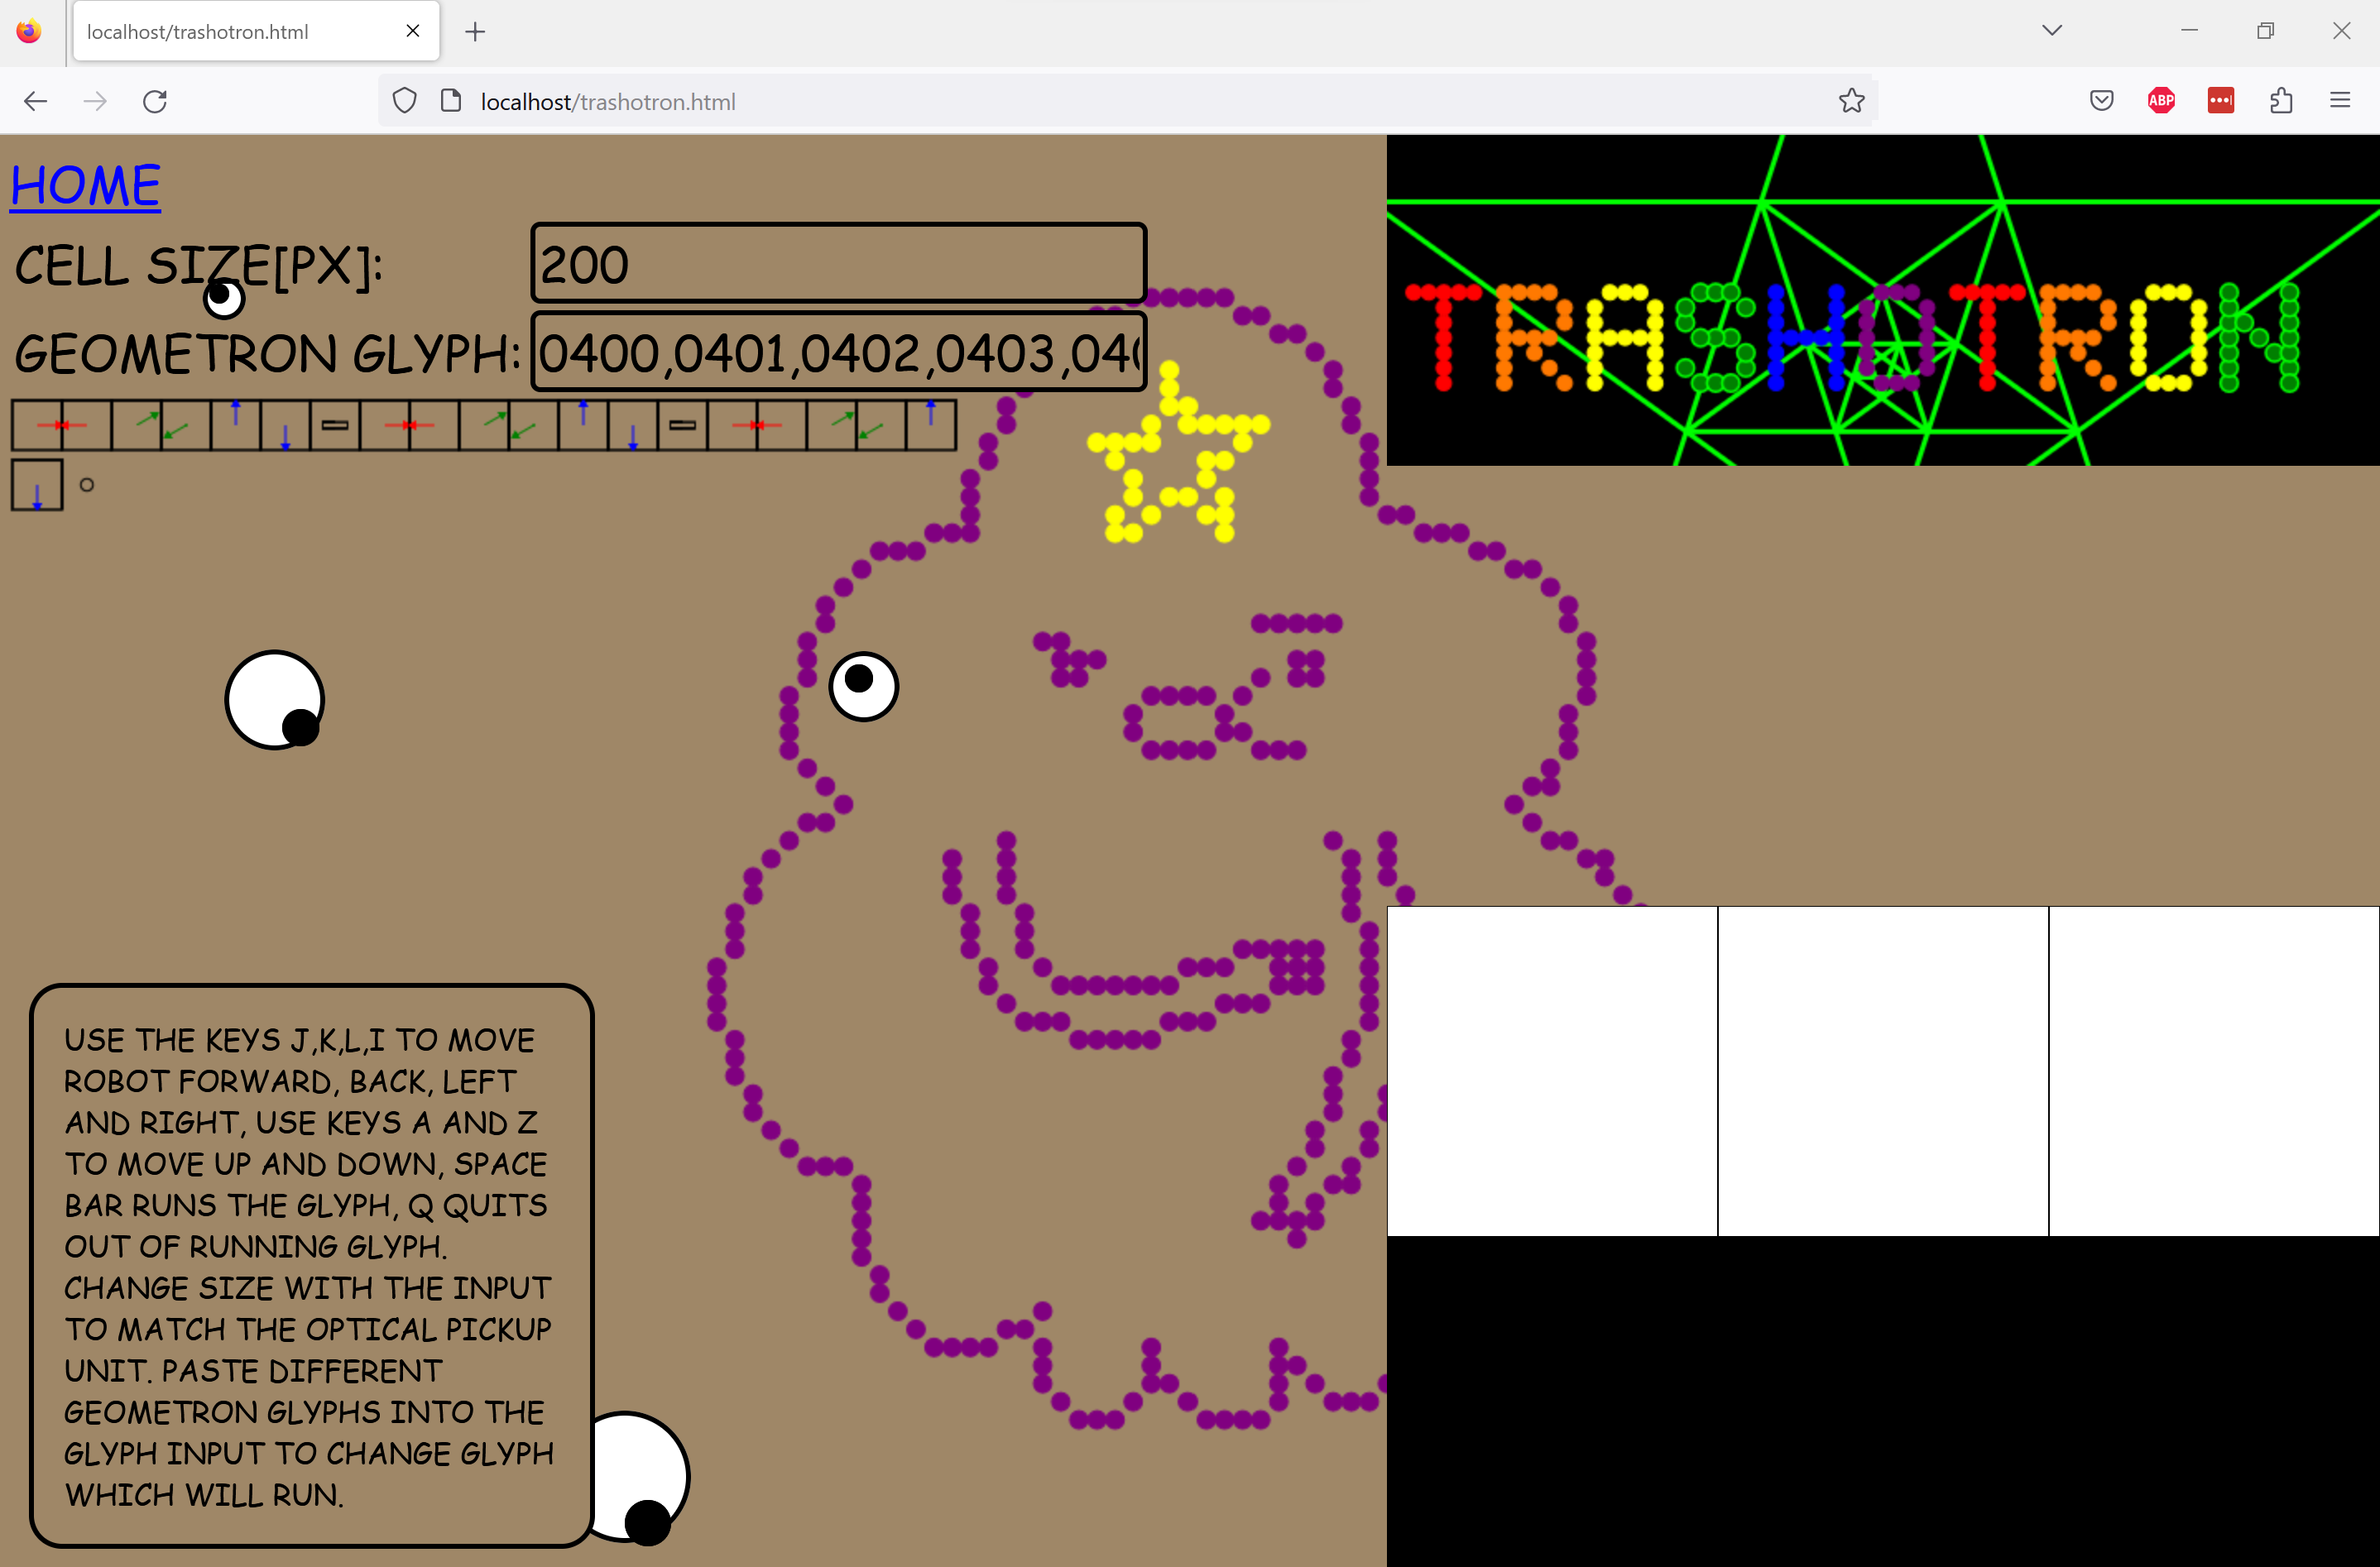 localhost/trashotron.html
localhost/trashotron.html
ABP
HOME
CELL SIZE[PX]: 200
GEOMETRON GLYPH: 0400,0401,0402,0403,04
TRASHOTRON
USE THE KEYS J,K,L,I TO MOVE
ROBOT FORWARD, BACK, LEFT
AND RIGHT, USE KEYS A AND Z
TO MOVE UP AND DOWN, SPACE
BAR RUNS THE GLYPH, Q QUITS
OUT OF RUNNING GLYPH.
CHANGE SIZE WITH THE INPUT
TO MATCH THE OPTICAL PICKUP
UNIT. PASTE DIFFERENT
GEOMETRON GLYPHS INTO THE
GLYPH INPUT TO CHANGE GLYPH
WHICH WILL RUN.